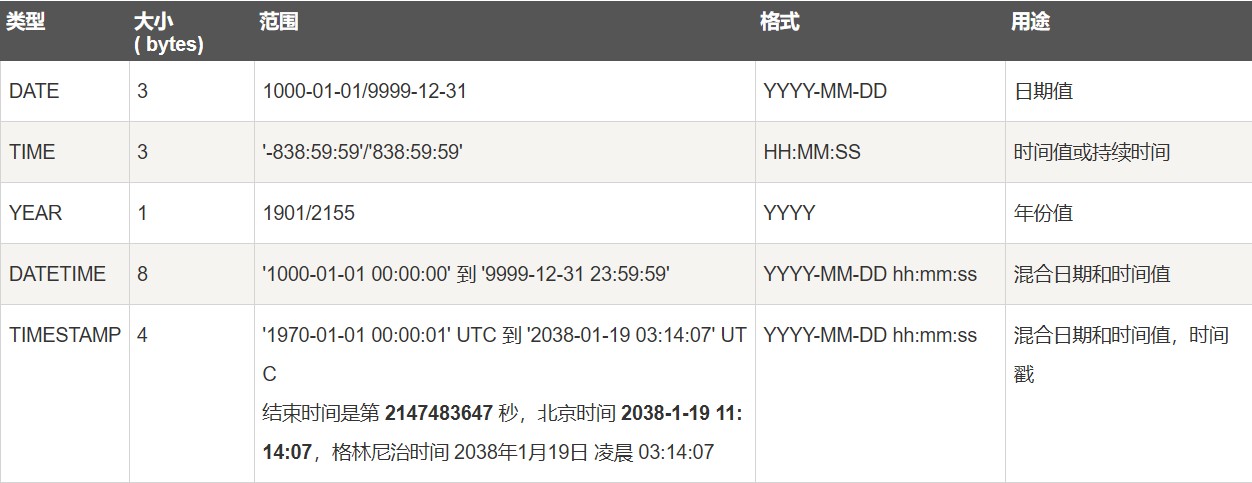 类型 大小 范围 格式 用途
( bytes)
DATE 3 1000-01-01/9999-12-31 YYYY-MM-DD 日期值
TIME 3 '-838:59:59'/'838:59:59' HH:MM:SS 时间值或持续时间
YEAR 1 1901/2155 YYYY 年份值
DATETIME 8 '1000-01-01 00:00:00' 到 '9999-12-31 23:59:59' YYYY-MM-DD hh:mm:ss 混合日期和时间值
TIMESTAMP 4 '1970-01-01 00:00:01' UTC 到 '2038-01-19 03:14:07' UT YYYY-MM-DD hh:mm:ss 混合日期和时间值，时间
C 戳
结束时间是第 2147483647 秒，北京时间 2038-1-19 11:
14:07，格林尼治时间 2038年1月19日 凌晨 03:14:07